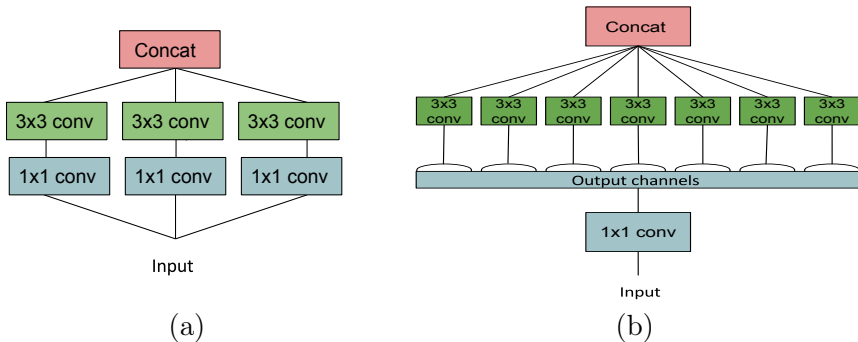 Concat
3x3 conv 3x3 conv 3x3 conv
1x1 conv 1x1 conv 1x1 conv
Input
(a)
Concat
3x3 3x3 3x3 3x3 3x3 3x3 3x3
conv conv conv conv conv conv conv
Output channels
1x1 conv
Input
(b)